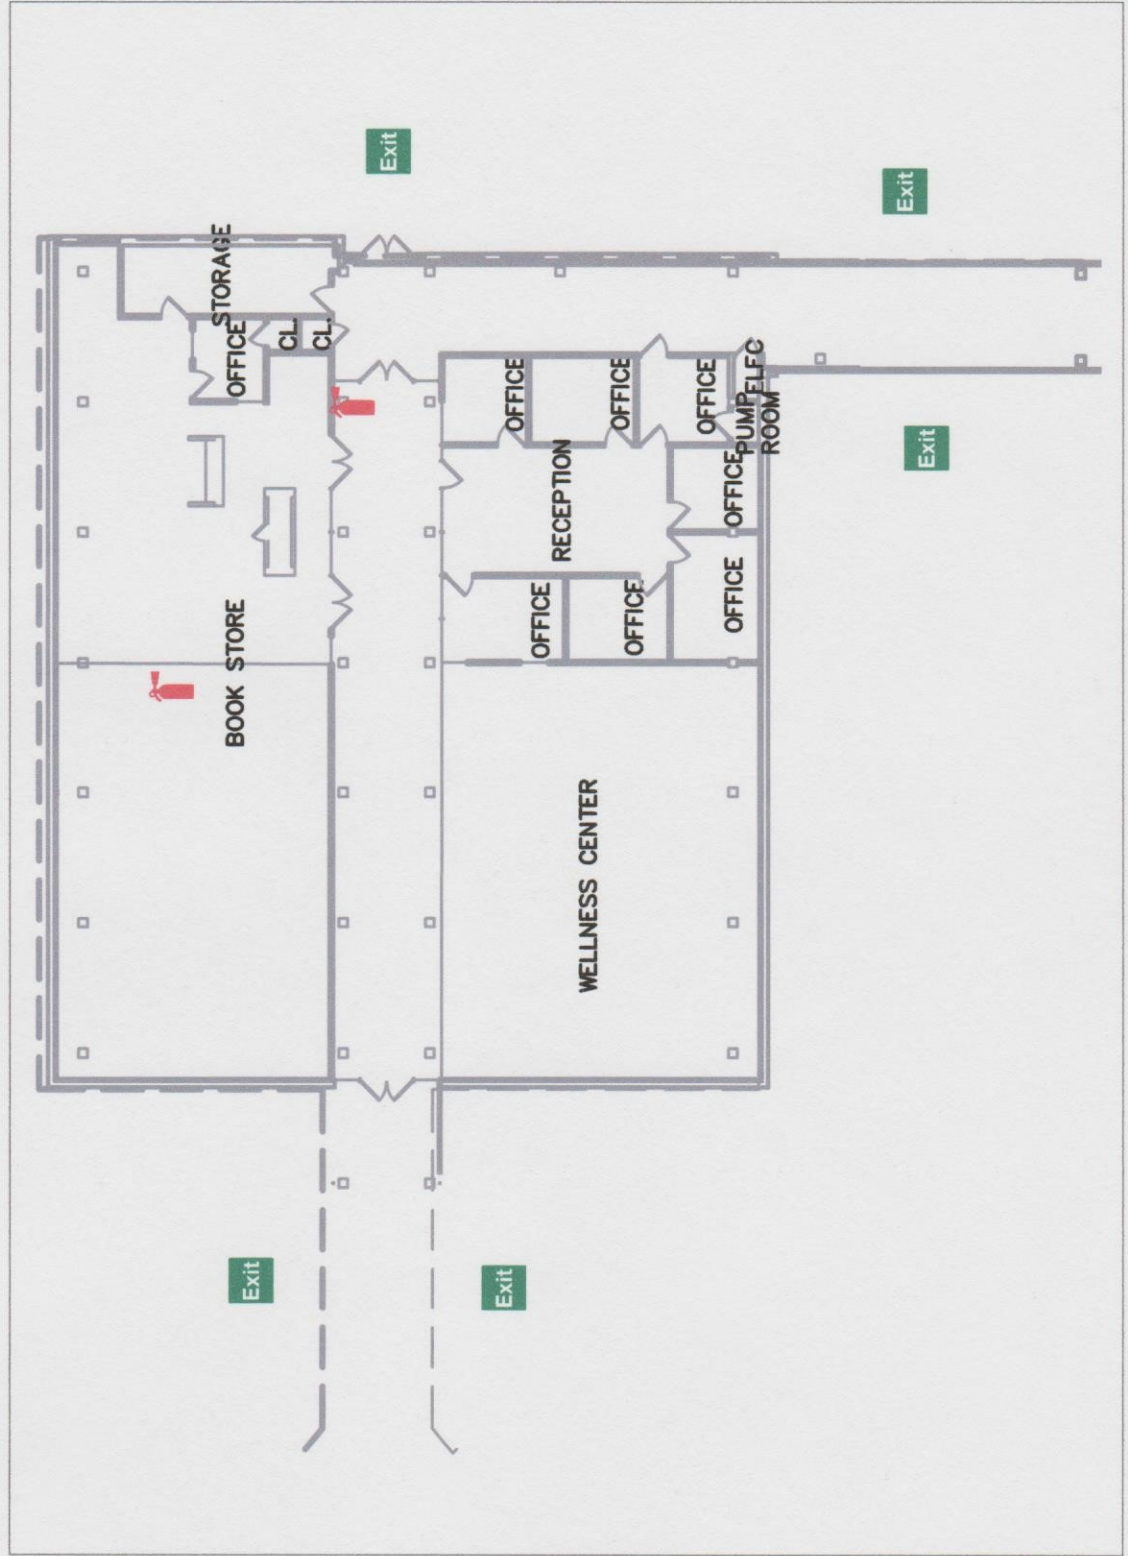 Exit
Exit
STORAGE
OFFICE
CL.
CL.
OFFICE
OFFICE
OFFICE
ELEC
PUMP
ROOM
Exit
RECEPTION
OFFICE
OFFICE
OFFICE
OFFICE
BOOK STORE
WELLNESS CENTER
Exit
Exit